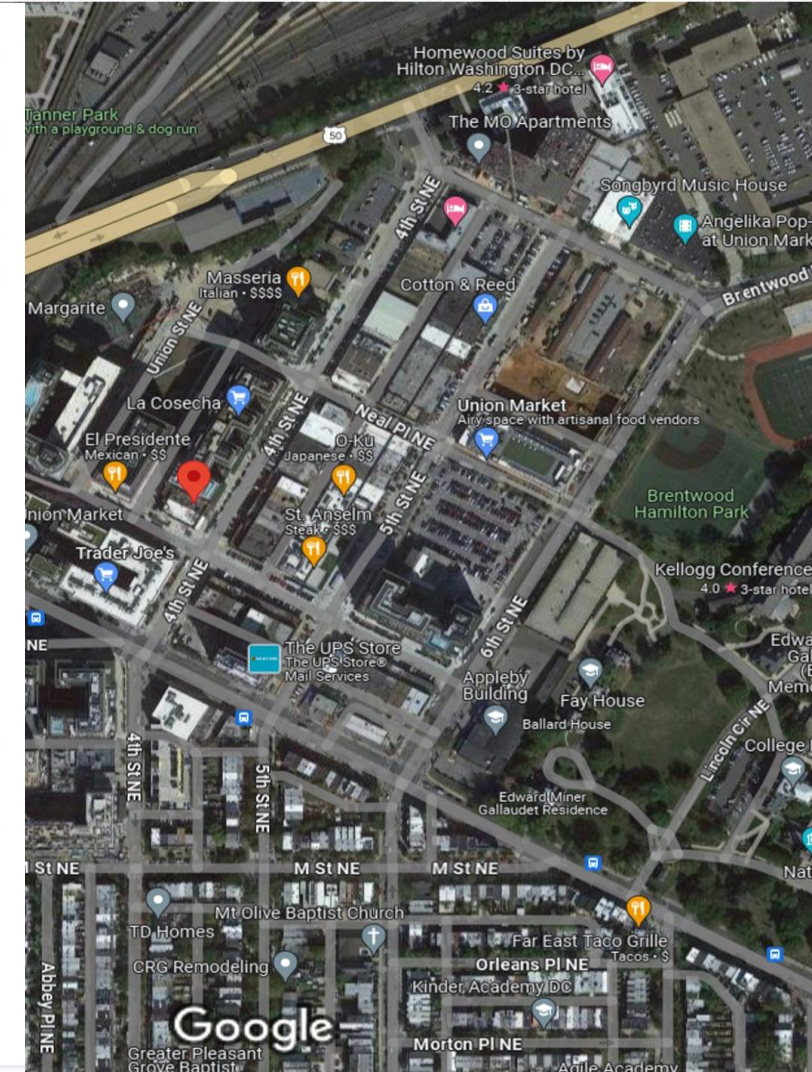 Homewood Suites by
Hilton Washington DC...
4.2 ★ 3-star hotel
Tanner Park
with a playground & dog run
50
The MO Apartments
4th St NE
Songbyrd Music House
Angelika Pop-
at Union Mark
Masseria
Italian • $$$$
Cotton & Reed
Brentwood
Margarite
Union St NE
La Cosecha
4th St NE
Neal Pl NE
Union Market
Airy space with artisanal food vendors
El Presidente
Mexican • $$
O-Ku
Japanese • $$
5th St NE
Brentwood
Hamilton Park
nion Market
St. Anselm
Steak • $$$
Trader Joe's
4th St NE
Kellogg Conference
4.0 ★ 3-star hotel
6th St NE
NE
The UPS Store
The UPS Store®
Mail Services
Edwa
Gal
(E
Mem
Appleby
Building
Fay House
Ballard House
Lincoln Cir NE
College
4th St NE
5th St NE
Edward Miner
Gallaudet Residence
St NE
M St NE
M St NE
Nat
TD Homes
Mt Olive Baptist Church
Far East Taco Grille
Tacos • $
CRG Remodeling
Orleans Pl NE
Abbey Pl NE
Kinder Academy DC
Google
Morton Pl NE
Greater Pleasant
Grove Baptist
Agile Academy